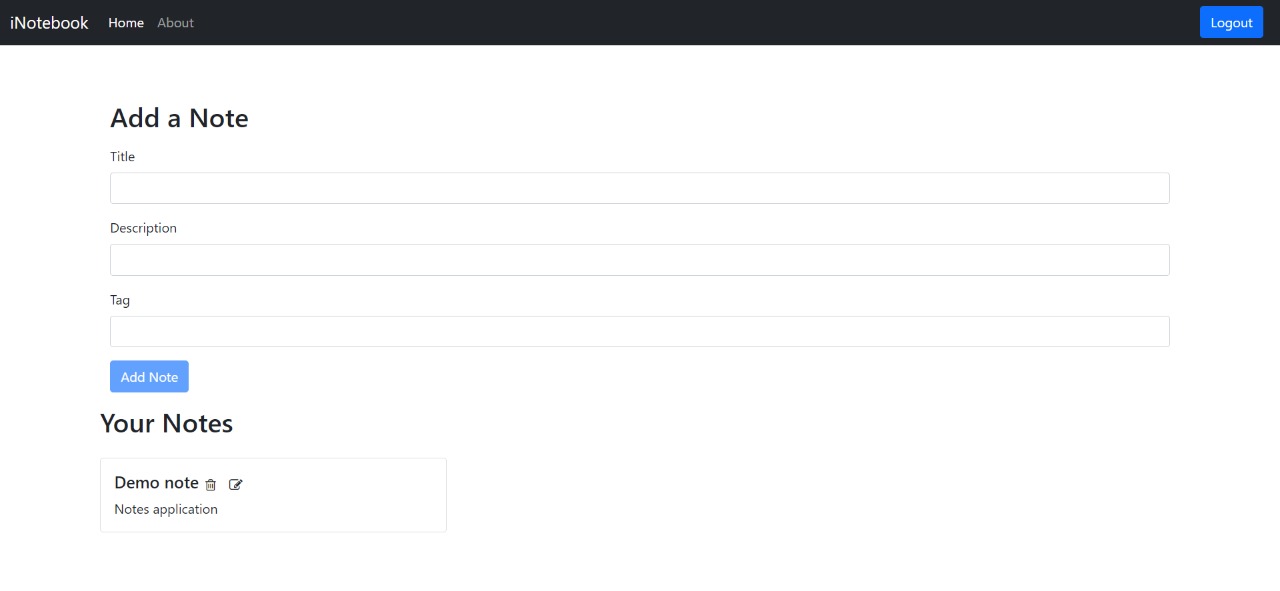 iNotebook Home About Logout
Add a Note
Title
Description
Tag
Add Note
Your Notes
Demo note
Notes application